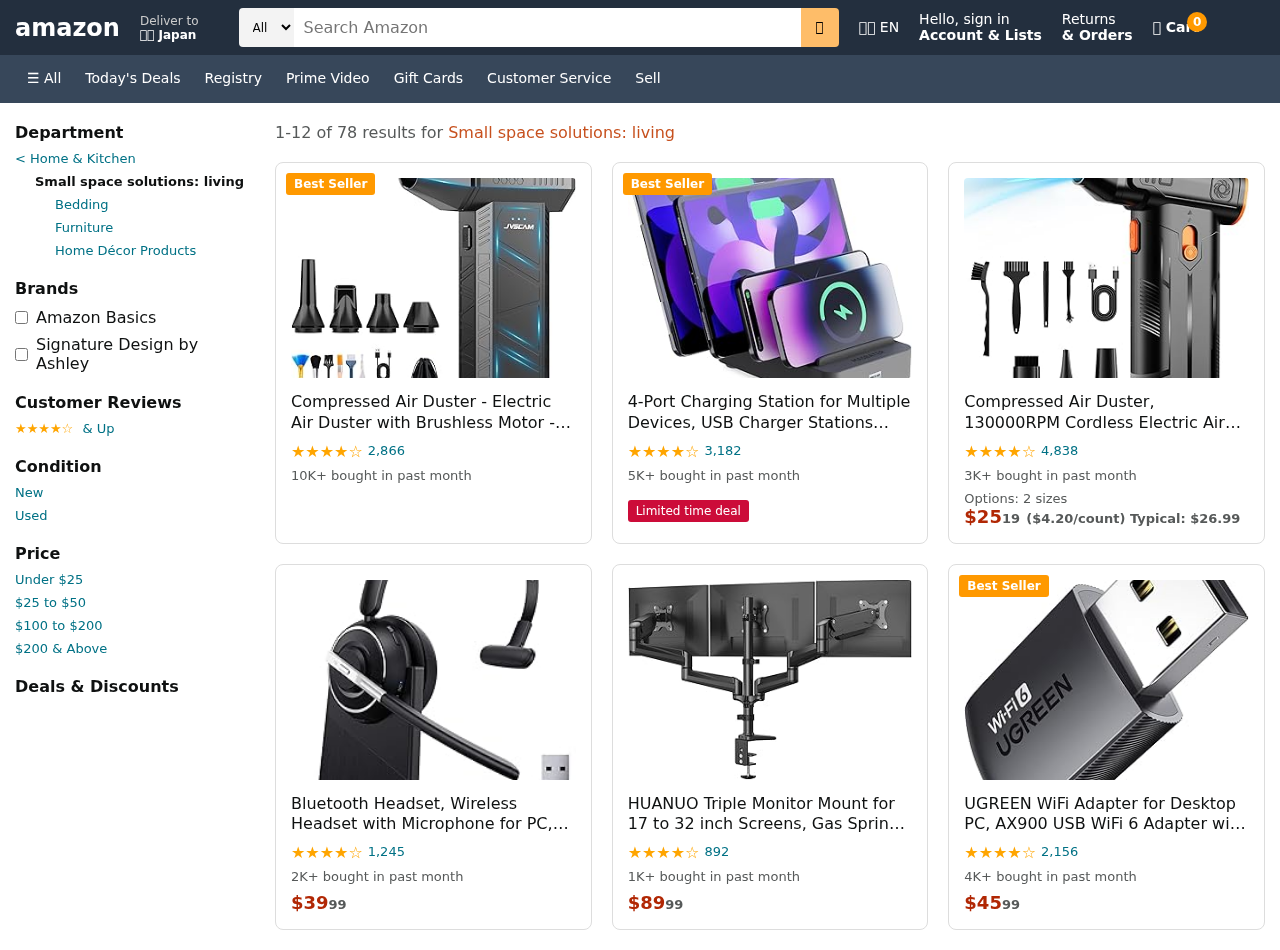 amazon
Deliver to
Japan
All
Search Amazon
EN
Hello, sign in
Account & Lists
Returns
& Orders
Cart
0
☰ All
Today's Deals
Registry
Prime Video
Gift Cards
Customer Service
Sell
Department
< Home & Kitchen
Small space solutions: living
Bedding
Furniture
Home Décor Products
Brands
Amazon Basics
Signature Design by
Ashley
Customer Reviews
★★★★☆ & Up
Condition
New
Used
Price
Under $25
$25 to $50
$100 to $200
$200 & Above
Deals & Discounts
1-12 of 78 results for Small space solutions: living
Best Seller
JVSCAM
Compressed Air Duster - Electric
Air Duster with Brushless Motor -…
★★★★☆ 2,866
10K+ bought in past month
Best Seller
4-Port Charging Station for Multiple
Devices, USB Charger Stations…
★★★★☆ 3,182
5K+ bought in past month
Limited time deal
Compressed Air Duster,
130000RPM Cordless Electric Air…
★★★★☆ 4,838
3K+ bought in past month
Options: 2 sizes
$2519 ($4.20/count) Typical: $26.99
Bluetooth Headset, Wireless
Headset with Microphone for PC,…
★★★★☆ 1,245
2K+ bought in past month
$3999
HUANUO Triple Monitor Mount for
17 to 32 inch Screens, Gas Sprin…
★★★★☆ 892
1K+ bought in past month
$8999
Best Seller
Wi-Fi 6
UGREEN
UGREEN WiFi Adapter for Desktop
PC, AX900 USB WiFi 6 Adapter wi…
★★★★☆ 2,156
4K+ bought in past month
$4599